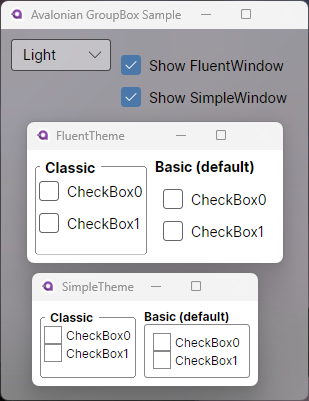 Avalonian GroupBox Sample
Light
Show FluentWindow
Show SimpleWindow
FluentTheme
Classic
CheckBox0
CheckBox1
Basic (default)
CheckBox0
CheckBox1
SimpleTheme
Classic
CheckBox0
CheckBox1
Basic (default)
CheckBox0
CheckBox1